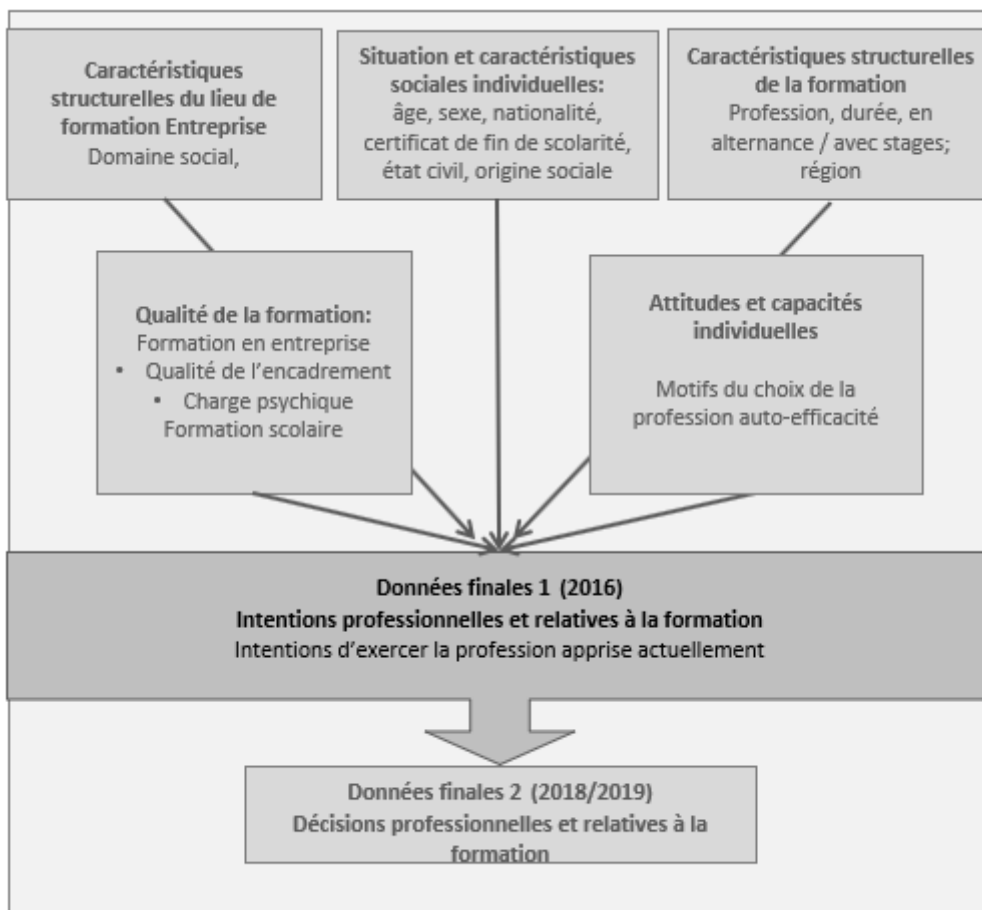 Caractéristiques
structurelles du lieu de
formation Entreprise
Domaine social,
Situation et caractéristiques
sociales individuelles:
âge, sexe, nationalité,
certificat de fin de scolarité,
état civil, origine sociale
Caractéristiques structurelles
de la formation
Profession, durée, en
alternance / avec stages;
région
Qualité de la formation:
Formation en entreprise
• Qualité de l'encadrement
• Charge psychique
Formation scolaire
Attitudes et capacités
individuelles
Motifs du choix de la
profession auto-efficacité
Données finales 1 (2016)
Intentions professionnelles et relatives à la formation
Intentions d'exercer la profession apprise actuellement
Données finales 2 (2018/2019)
Décisions professionnelles et relatives à la
formation